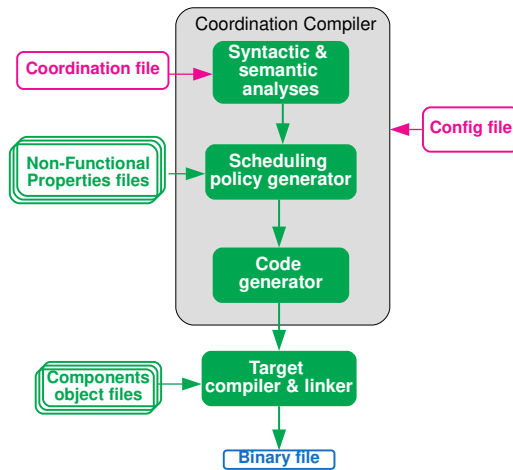 Coordination Compiler
Syntactic &
semantic
analyses
Coordination file
Config file
Non-Functional
Properties files
Scheduling
policy generator
Code
generator
Components
object files
Target
compiler & linker
Binary file